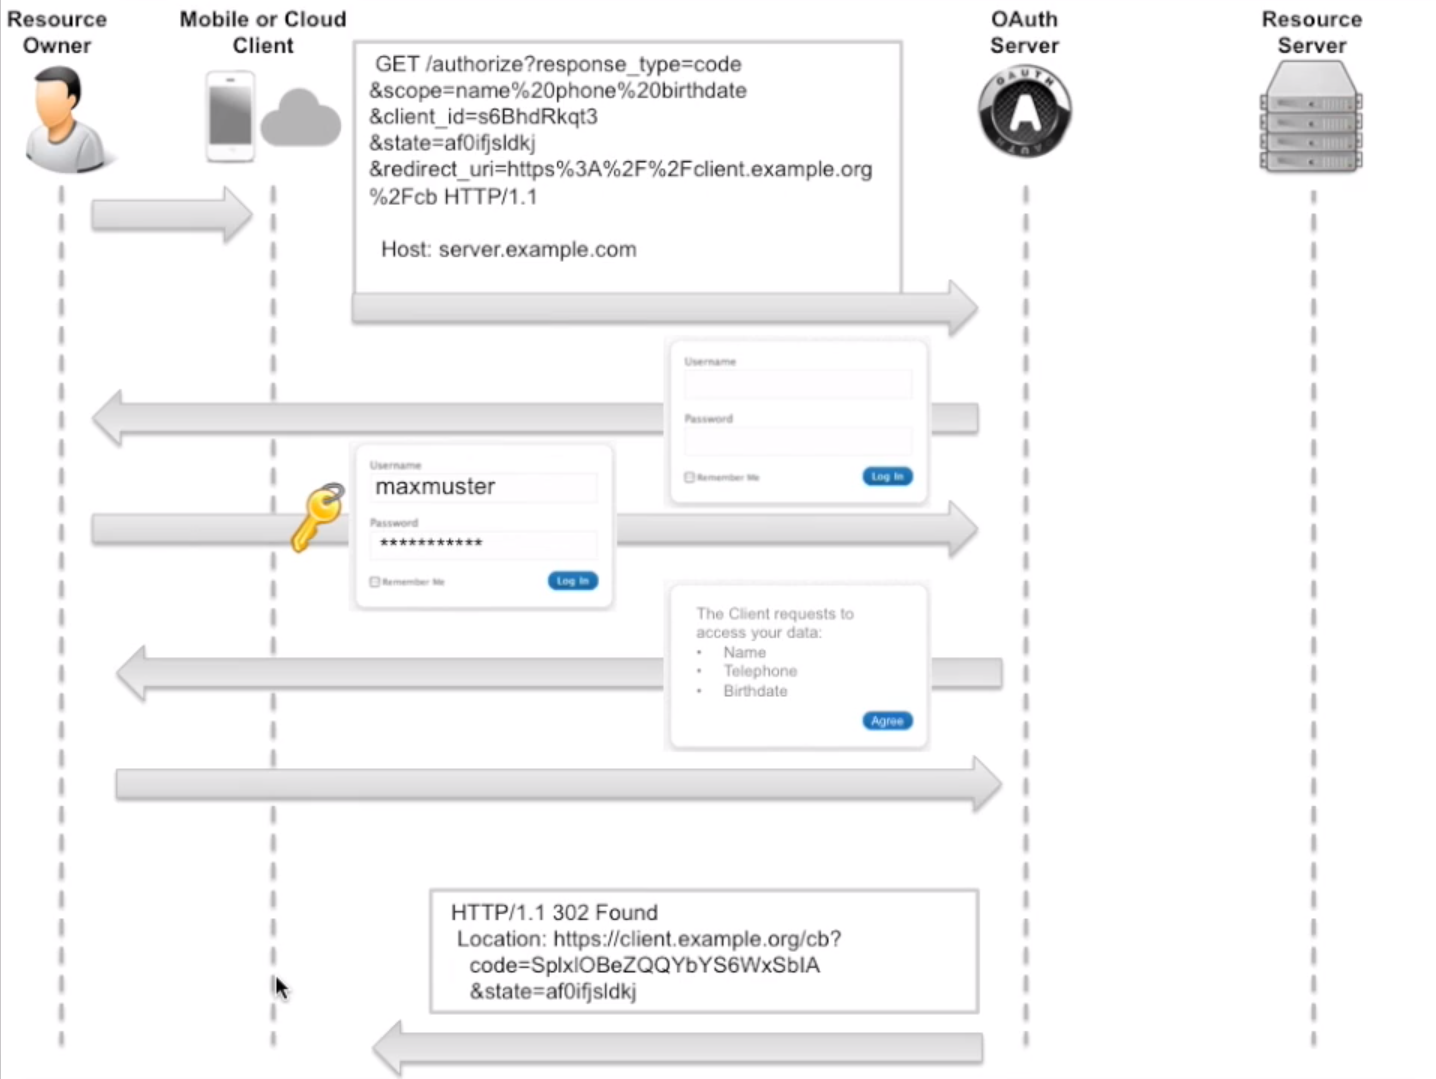 Resource
Owner
Mobile or Cloud
Client
OAuth
Server
Resource
Server
GET /authorize?response_type=code
&scope=name%20phone%20birthdate
&client_id=s6BhdRkqt3
&state=af0ifjsldkj
&redirect_uri=https%3A%2F%2Fclient.example.org
%2Fcb HTTP/1.1
Host: server.example.com
OAUTH
A
AUTH
Username
Password
Remember Me
Log In
Username
maxmuster
Password
***********
Remember Me
Log In
The Client requests to
access your data:
• Name
• Telephone
• Birthdate
Agree
HTTP/1.1 302 Found
Location: https://client.example.org/cb?
code=SplxlOBeZQQYbYS6WxSbIA
&state=af0ifjsldkj